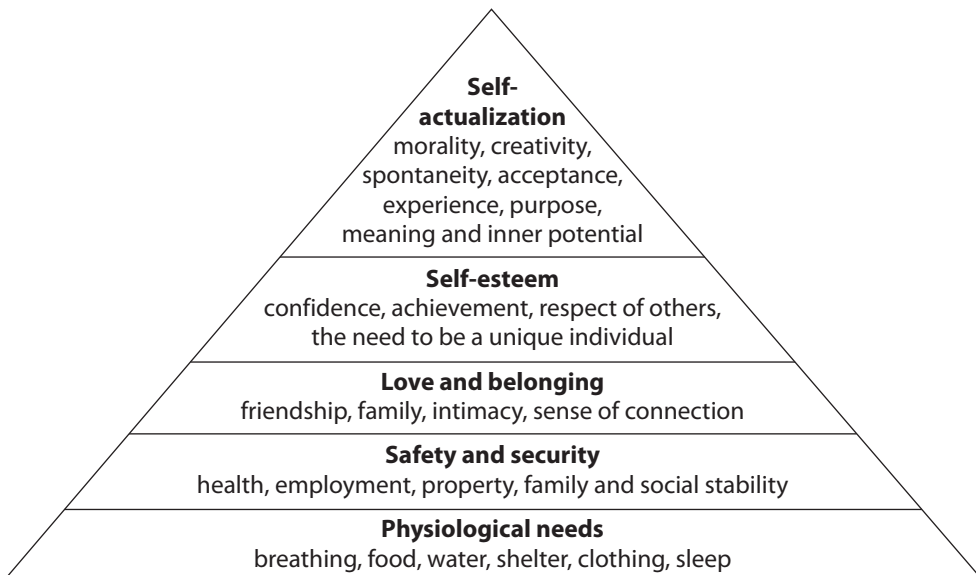 Self-
actualization
morality, creativity,
spontaneity, acceptance,
experience, purpose,
meaning and inner potential
Self-esteem
confidence, achievement, respect of others,
the need to be a unique individual
Love and belonging
friendship, family, intimacy, sense of connection
Safety and security
health, employment, property, family and social stability
Physiological needs
breathing, food, water, shelter, clothing, sleep